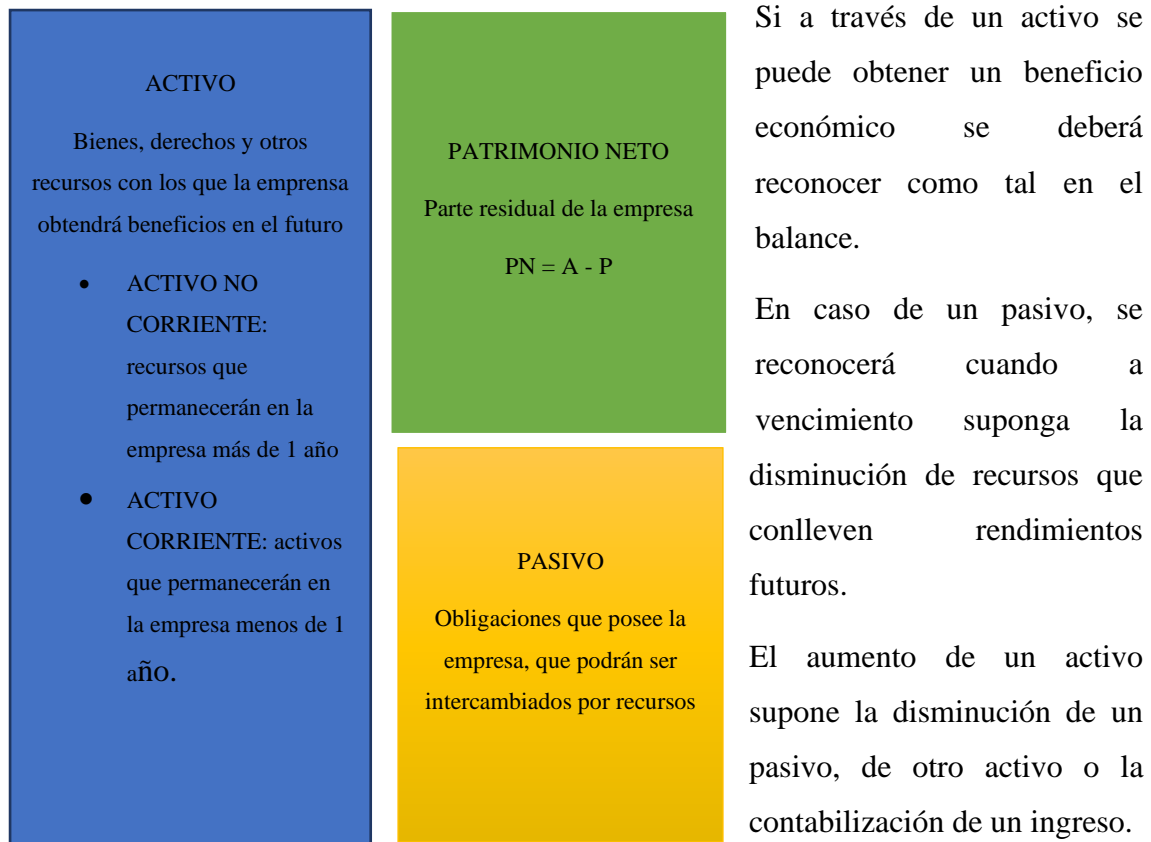 ACTIVO
Bienes, derechos y otros
recursos con los que la emprensa
obtendrá beneficios en el futuro
• ACTIVO NO
CORRIENTE:
recursos que
permanecerán en la
empresa más de 1 año
• ACTIVO
CORRIENTE: activos
que permanecerán en
la empresa menos de 1
año.
PATRIMONIO NETO
Parte residual de la empresa
PN = A - P
PASIVO
Obligaciones que posee la
empresa, que podrán ser
intercambiados por recursos
Si a través de un activo se
puede obtener un beneficio
económico se deberá
reconocer como tal en el
balance.
En caso de un pasivo, se
reconocerá cuando a
vencimiento suponga la
disminución de recursos que
conlleven rendimientos
futuros.
El aumento de un activo
supone la disminución de un
pasivo, de otro activo o la
contabilización de un ingreso.